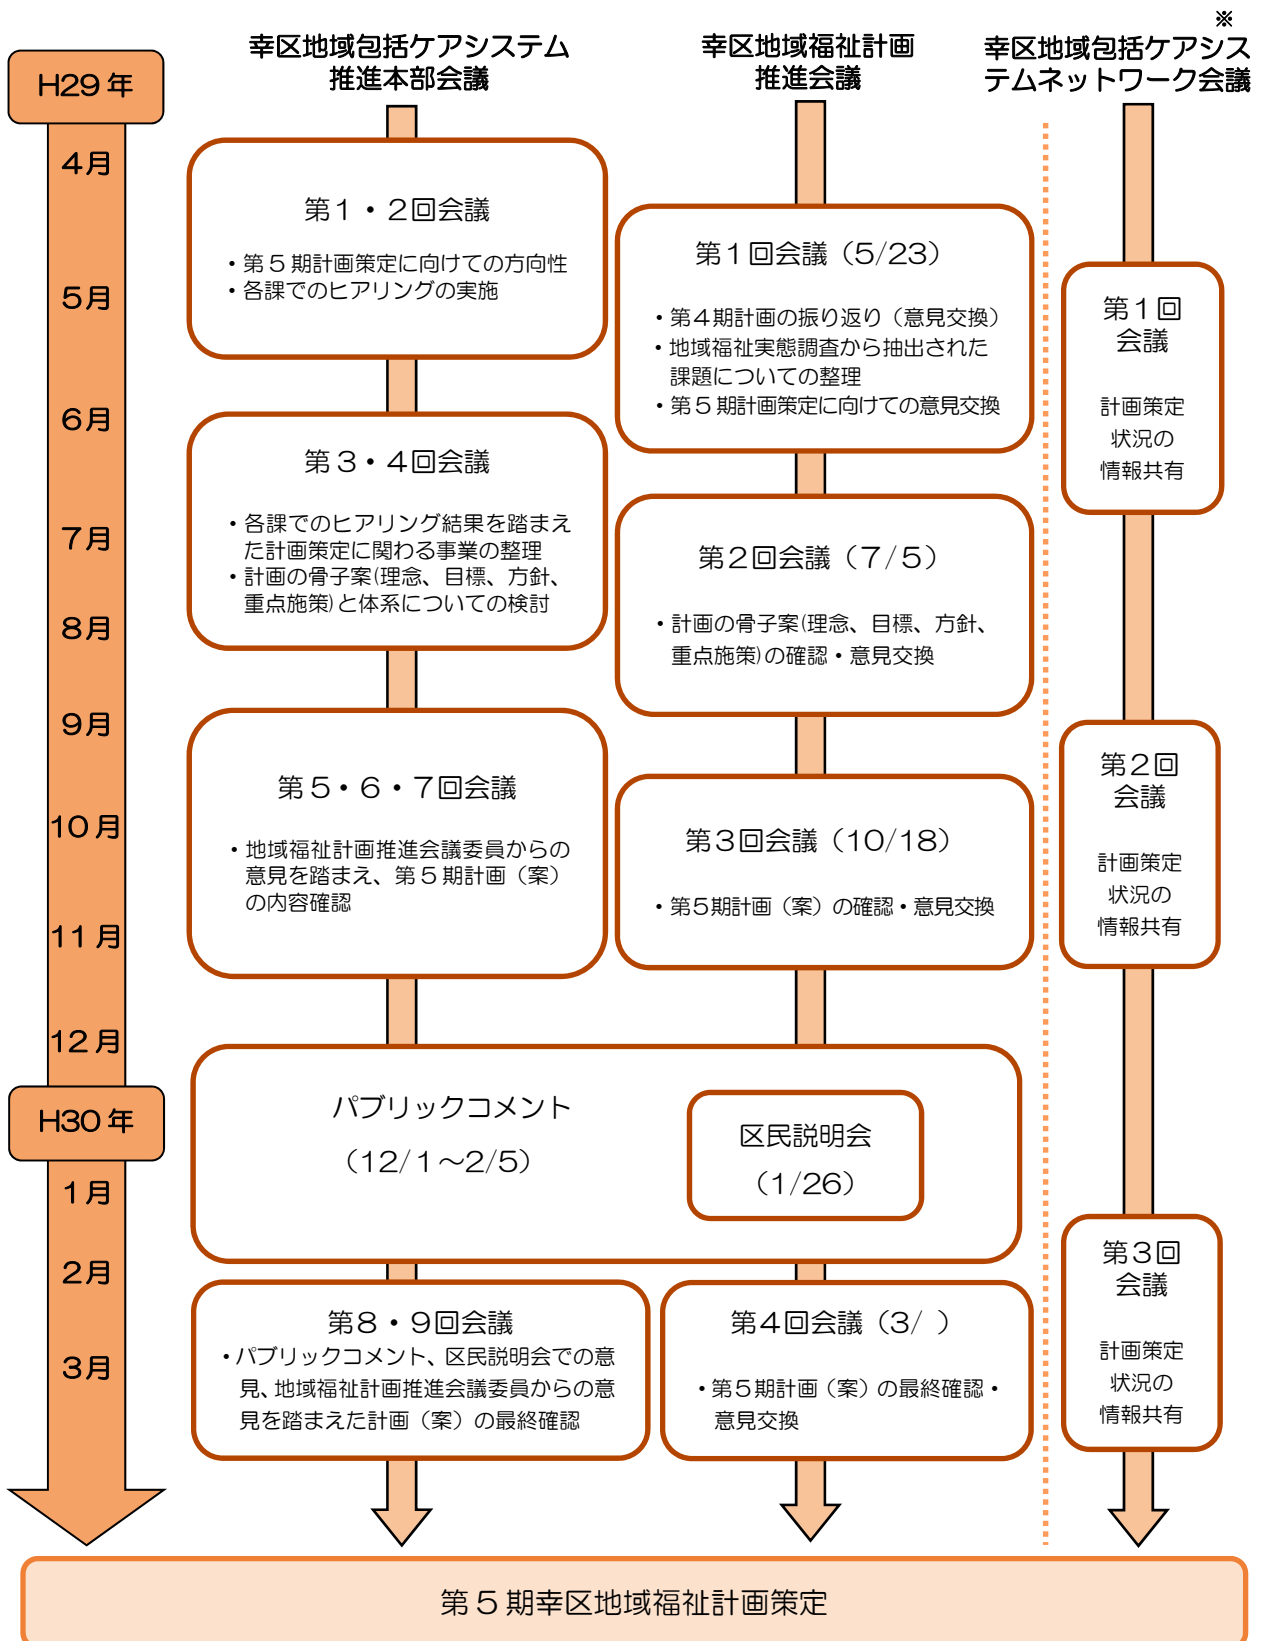 ※
幸区地域包括ケアシステム
推進本部会議
幸区地域福祉計画
推進会議
幸区地域包括ケアシス
テムネットワーク会議
H29年
4月
5月
6月
7月
8月
9月
10月
11月
12月
H30年
1月
2月
3月
第1・2回会議
・第5期計画策定に向けての方向性
・各課でのヒアリングの実施
第3・4回会議
・各課でのヒアリング結果を踏まえ
た計画策定に関わる事業の整理
・計画の骨子案(理念、目標、方針、
重点施策)と体系についての検討
第5・6・7回会議
・地域福祉計画推進会議委員からの
意見を踏まえ、第5期計画（案）
の内容確認
第1回会議（5/23）
・第4期計画の振り返り（意見交換）
・地域福祉実態調査から抽出された
課題についての整理
・第5期計画策定に向けての意見交換
第2回会議（7/5）
・計画の骨子案(理念、目標、方針、
重点施策)の確認・意見交換
第3回会議（10/18）
・第5期計画（案）の確認・意見交換
パブリックコメント
（12/1～2/5）
区民説明会
（1/26）
第8・9回会議
・パブリックコメント、区民説明会での意
見、地域福祉計画推進会議委員からの意
見を踏まえた計画（案）の最終確認
第4回会議（3/ ）
・第5期計画（案）の最終確認・
意見交換
第1回
会議
計画策定
状況の
情報共有
第2回
会議
計画策定
状況の
情報共有
第3回
会議
計画策定
状況の
情報共有
第5期幸区地域福祉計画策定